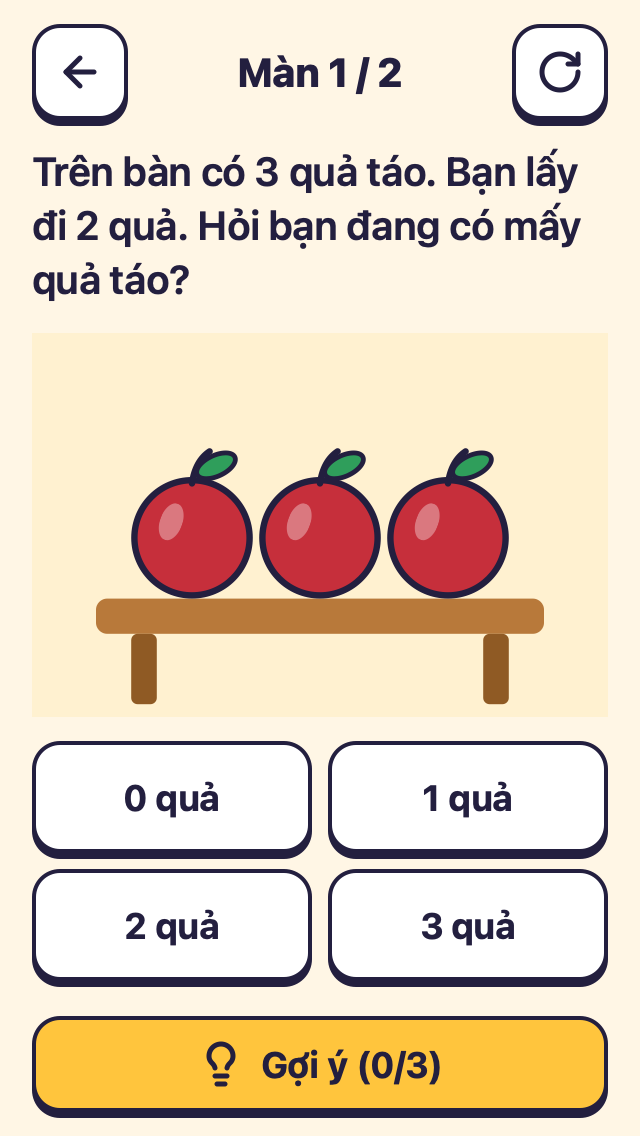 Màn 1 / 2
Trên bàn có 3 quả táo. Bạn lấy
đi 2 quả. Hỏi bạn đang có mấy
quả táo?
0 quả
1 quả
2 quả
3 quả
Gợi ý (0/3)